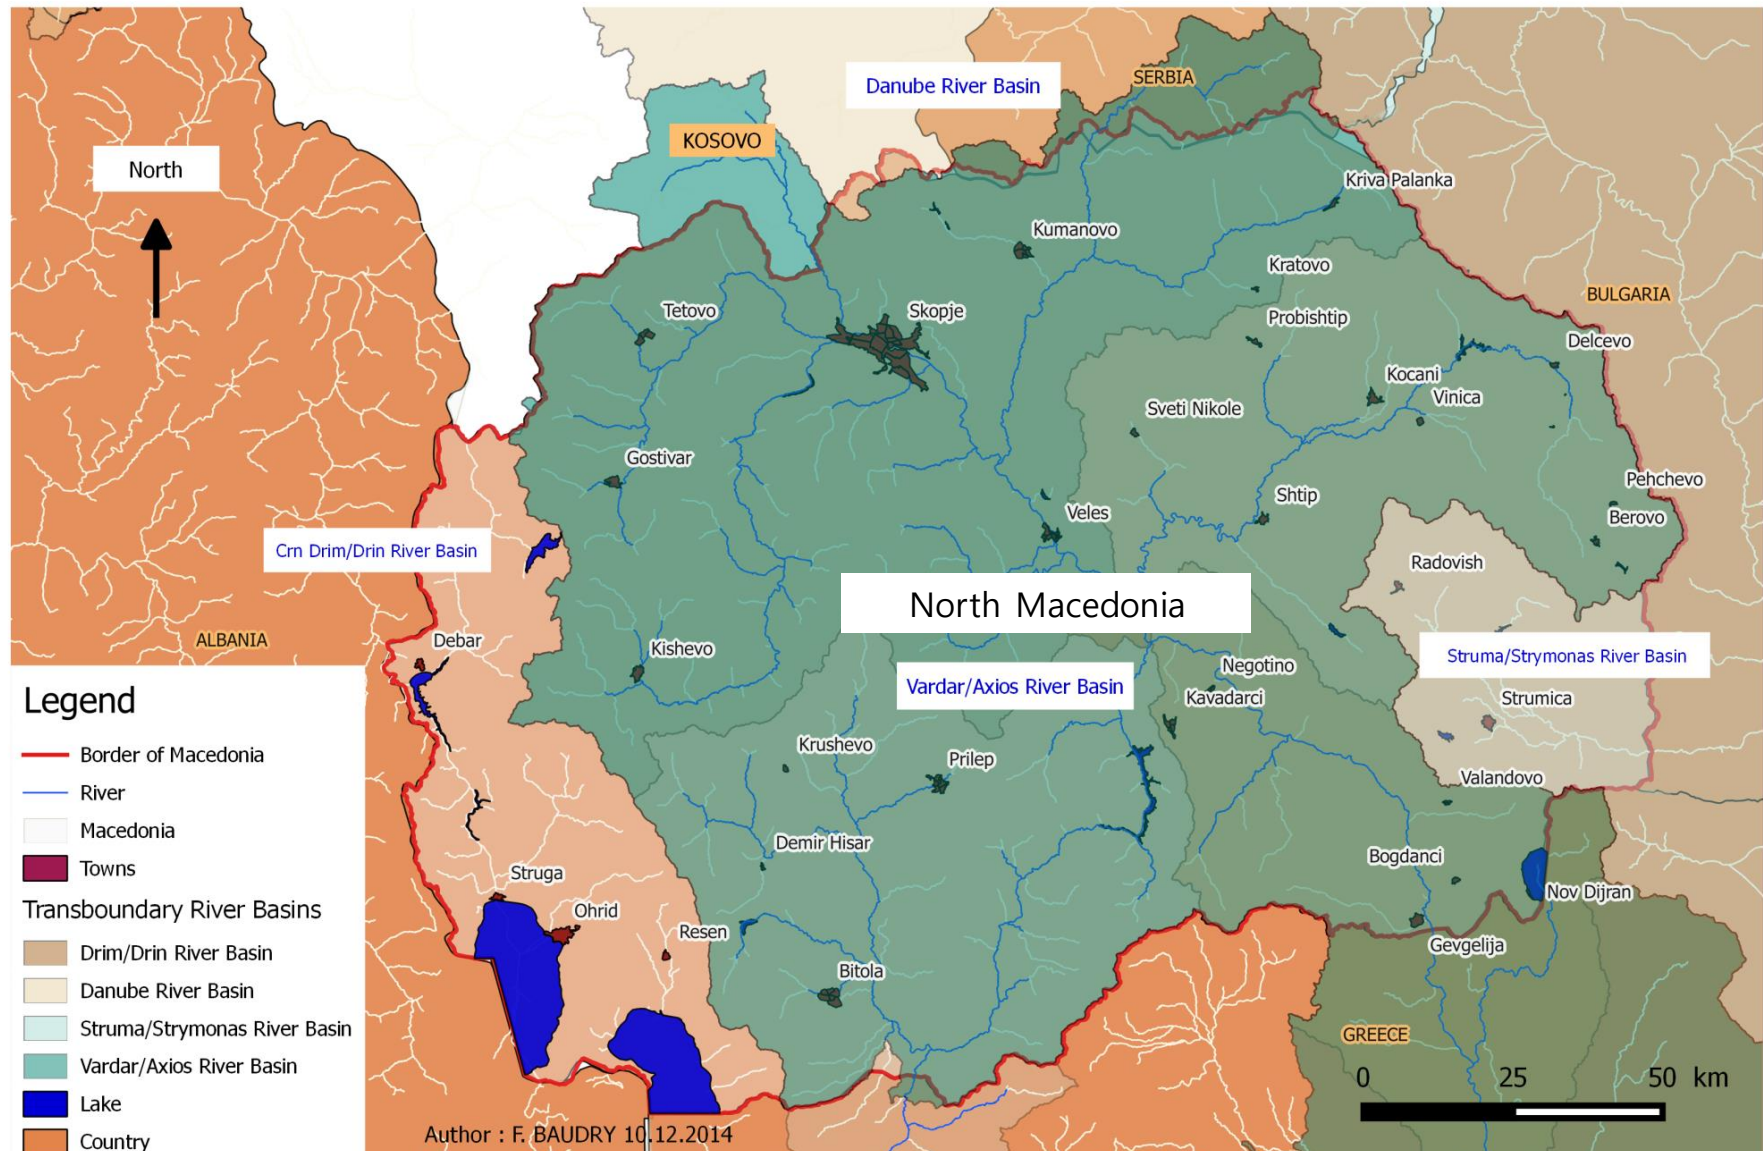 Danube River Basin
SERBIA
KOSOVO
North
Kriva Palanka
Kumanovo
Kratovo
BULGARIA
Tetovo
Skopje
Probishtip
Delcevo
Kocani
Vinica
Sveti Nikole
Gostivar
Pehchevo
Shtip
Veles
Berovo
Crn Drim/Drin River Basin
Radovish
North Macedonia
ALBANIA
Debar
Kishevo
Struma/Strymonas River Basin
Negotino
Vardar/Axios River Basin
Kavadarci
Strumica
Krushevo
Prilep
Valandovo
Demir Hisar
Bogdanci
Struga
Nov Dijran
Ohrid
Resen
Gevgelija
Bitola
GREECE
Legend
Border of Macedonia
River
Macedonia
Towns
Transboundary River Basins
Drim/Drin River Basin
Danube River Basin
Struma/Strymonas River Basin
Vardar/Axios River Basin
Lake
Country
0 25 50 km
Author : F. BAUDRY 10.12.2014